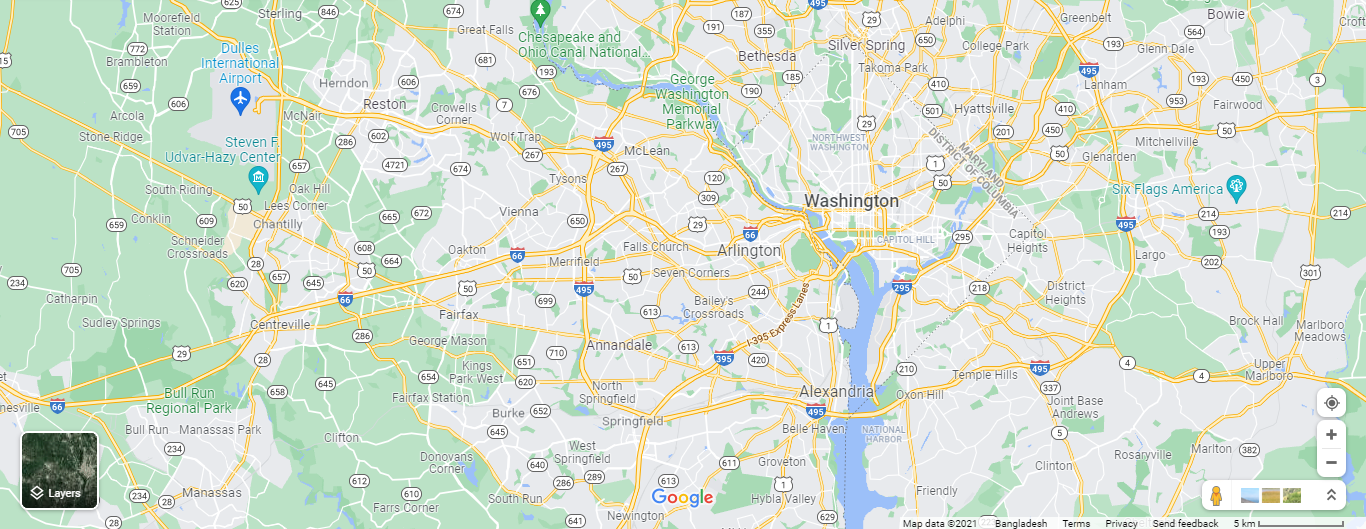 Moorefield
Station
625
Sterling
846
674
Great Falls
Chesapeake and
Ohio Canal National...
187
191
355
495
29
Adelphi
Greenbelt
Bowie
Croft
772
Brambleton
Dulles
International
Airport
681
193
Bethesda
Silver Spring
650
College Park
193
564
Glenn Dale
Takoma Park
15
659
606
Herndon
606
676
George
Washington
Memorial
Parkway
185
190
495
Lanham
193
450
3
Arcola
McNair
Reston
Crowells
Corner
7
410
Hyattsville
410
953
Fairwood
705
Stone Ridge
286
602
Wolf Trap
495
29
201
450
50
Steven F.
Udvar-Hazy Center
657
4721
674
267
McLean
NORTHWEST
WASHINGTON
MARYLAND
DISTRICT OF COLUMBIA
50
Mitchellville
Glenarden
1
South Riding
Oak Hill
Tysons
267
120
309
50
Six Flags America
Conklin
609
50
Lees Corner
Chantilly
665
672
Vienna
650
29
Washington
214
214
659
Schneider
Crossroads
608
Oakton
66
Falls Church
66
Arlington
CAPITOL HILL
295
Capitol
Heights
495
193
28
664
Merrifield
Largo
705
234
620
657
645
50
50
495
50
Seven Corners
202
301
Catharpin
66
699
613
Bailey's
Crossroads
244
I-395 Express Lanes
295
218
District
Heights
Sudley Springs
Centreville
Fairfax
1
Brock Hall
Marlboro
Meadows
29
28
286
George Mason
710
Annandale
613
395
420
651
Kings
Park West
620
210
495
4
4
Upper
Marlboro
Bull Run
Regional Park
658
645
654
Fairfax Station
North
Springfield
Alexandria
495
Oxon Hill
Temple Hills
337
Joint Base
Andrews
66
Burke
652
Springfield
Belle Haven
NATIONAL
HARBOR
Bull Run
Manassas Park
Clifton
645
5
234
West
Springfield
Donovans
Corner
640
611
Groveton
Clinton
Rosaryville
Marlton
382
Layers
Manassas
612
610
Farrs Corner
286
289
613
1
234
28
28
South Run
Google
Hybla Valley
Friendly
641
Newington
629
Map data ©2021
Bangladesh
Terms
Privacy
Send feedback
5 km